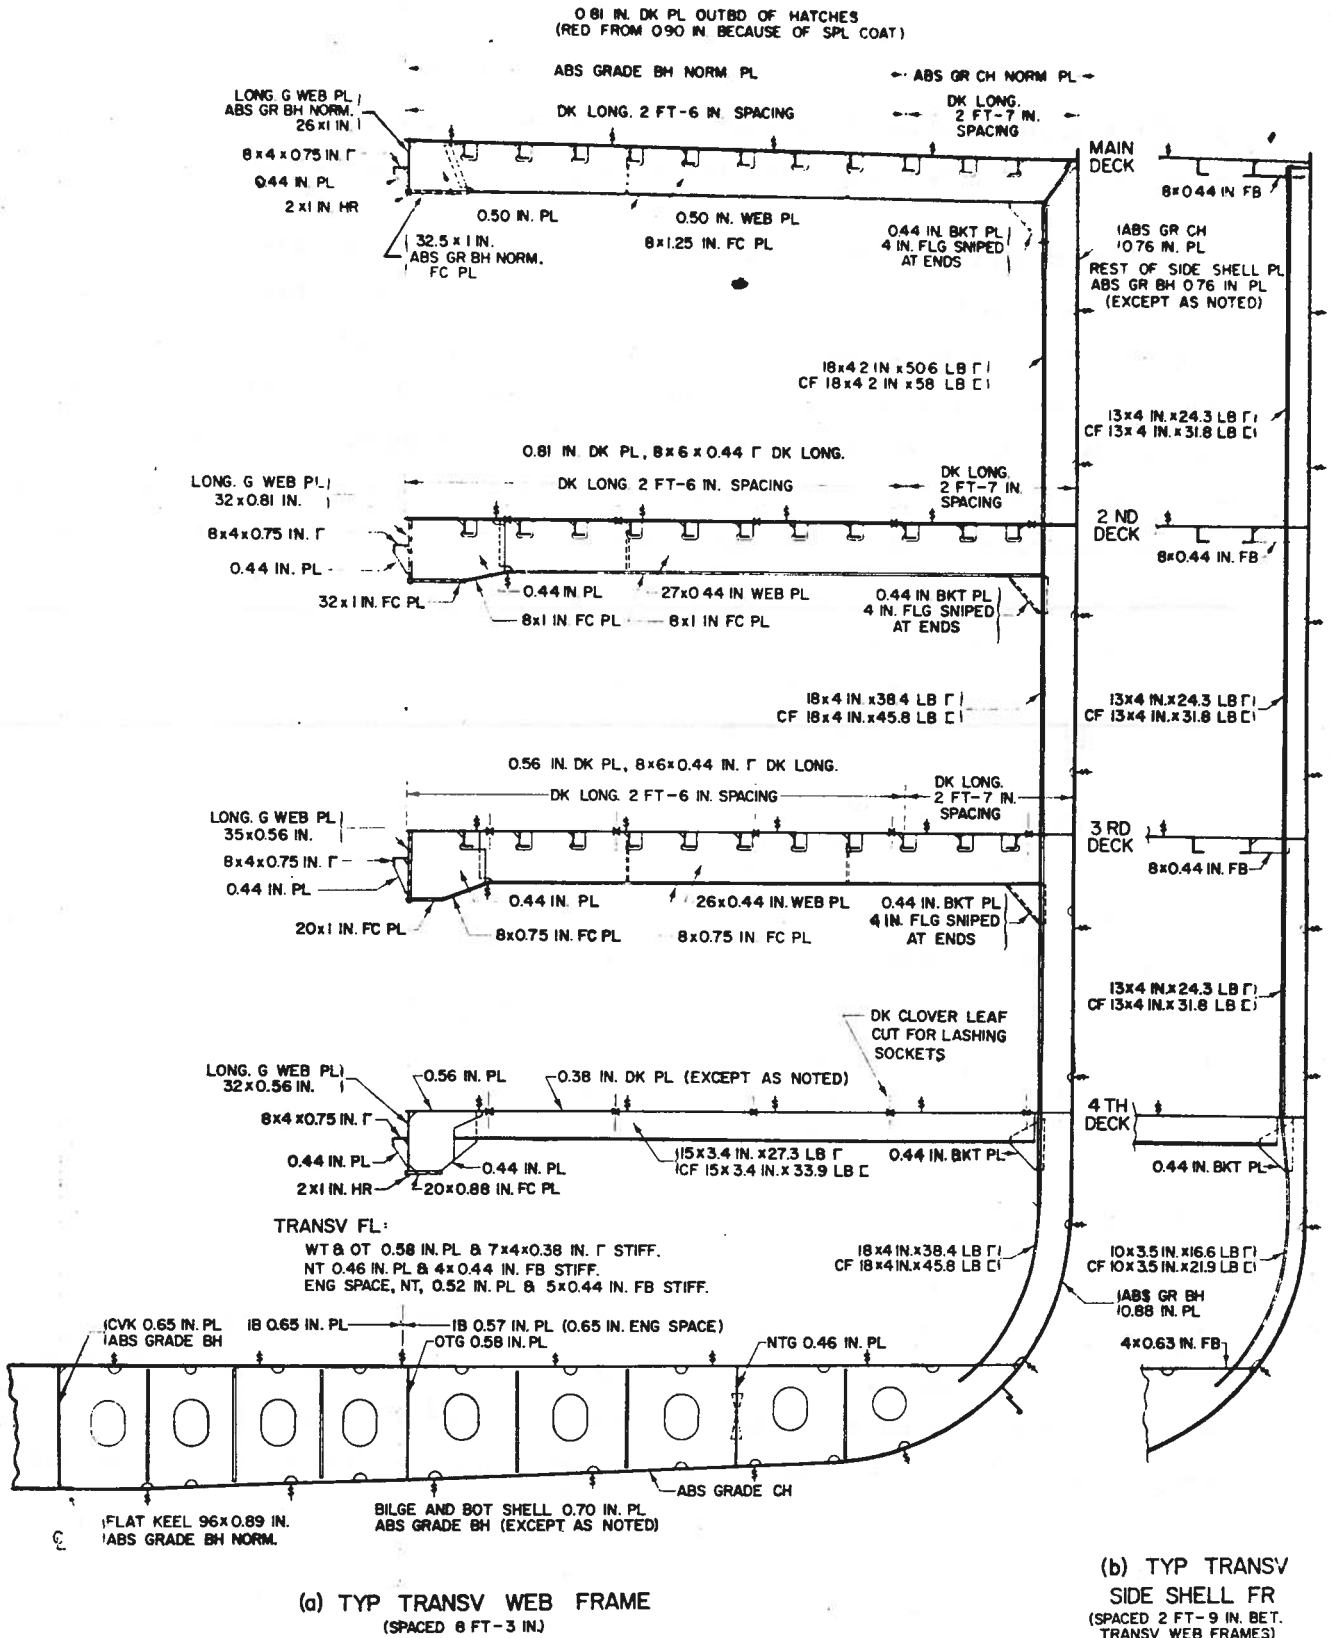 0.81 IN. DK PL OUTBD OF HATCHES
(RED FROM 0.90 IN. BECAUSE OF SPL COAT)
ABS GRADE BH NORM PL
ABS GR CH NORM PL
LONG. G WEB PL
ABS GR BH NORM.
26x1 IN.
DK LONG. 2 FT-6 IN. SPACING
DK LONG.
2 FT-7 IN.
SPACING
MAIN
DECK
8x4x0.75 IN. Γ
0.44 IN. PL
2x1 IN. HR
8x0.44 IN. FB
0.50 IN. PL
0.50 IN. WEB PL
8x1.25 IN. FC PL
32.5 x 1 IN.
ABS GR BH NORM.
FC PL
0.44 IN. BKT PL
4 IN. FLG SNIPED
AT ENDS
ABS GR CH
0.76 IN. PL
REST OF SIDE SHELL PL
ABS GR BH 0.76 IN. PL
(EXCEPT AS NOTED)
18x4.2 IN x50.6 LB Γ
CF 18x4.2 IN x58 LB ⊏
13x4 IN.x24.3 LB Γ
CF 13x4 IN.x31.8 LB ⊏
0.81 IN. DK PL, 8x6x0.44 Γ DK LONG.
LONG. G WEB PL
32x0.81 IN.
DK LONG 2 FT-6 IN. SPACING
DK LONG.
2 FT-7 IN.
SPACING
2 ND
DECK
8x4x0.75 IN. Γ
0.44 IN. PL
32x1 IN. FC PL
8x0.44 IN. FB
0.44 IN. PL
8x1 IN. FC PL
27x0.44 IN. WEB PL
8x1 IN. FC PL
0.44 IN BKT PL
4 IN. FLG SNIPED
AT ENDS
18x4 IN.x38.4 LB Γ
CF 18x4 IN.x45.8 LB ⊏
13x4 IN.x24.3 LB Γ
CF 13x4 IN.x31.8 LB ⊏
0.56 IN. DK PL, 8x6x0.44 IN. Γ DK LONG.
LONG. G WEB PL
35x0.56 IN.
DK LONG. 2 FT-6 IN. SPACING
DK LONG.
2 FT-7 IN.
SPACING
3 RD
DECK
8x4x0.75 IN. Γ
0.44 IN. PL
20x1 IN. FC PL
8x0.44 IN. FB
0.44 IN. PL
8x0.75 IN. FC PL
26x0.44 IN. WEB PL
8x0.75 IN. FC PL
0.44 IN. BKT PL
4 IN. FLG SNIPED
AT ENDS
13x4 IN.x24.3 LB Γ
CF 13x4 IN.x31.8 LB ⊏
DK CLOVER LEAF
CUT FOR LASHING
SOCKETS
LONG. G WEB PL
32x0.56 IN.
0.56 IN. PL
0.38 IN. DK PL (EXCEPT AS NOTED)
4 TH
DECK
8x4x0.75 IN. Γ
0.44 IN. PL
2x1 IN. HR
0.44 IN. PL
20x0.88 IN. FC PL
15x3.4 IN.x27.3 LB Γ
CF 15x3.4 IN.x33.9 LB ⊏
0.44 IN. BKT PL
0.44 IN. BKT PL
TRANSV FL:
WT & OT 0.58 IN. PL & 7x4x0.38 IN. Γ STIFF.
NT 0.46 IN. PL & 4x0.44 IN. FB STIFF.
ENG SPACE, NT, 0.52 IN. PL & 5x0.44 IN. FB STIFF.
18x4 IN.x38.4 LB Γ
CF 18x4 IN.x45.8 LB ⊏
10x3.5 IN.x16.6 LB Γ
CF 10x3.5 IN.x21.9 LB ⊏
ABS GR BH
0.88 IN. PL
CVK 0.65 IN. PL
ABS GRADE BH
IB 0.65 IN. PL
IB 0.57 IN. PL (0.65 IN. ENG SPACE)
OTG 0.58 IN. PL
NTG 0.46 IN. PL
4x0.63 IN. FB
ABS GRADE CH
FLAT KEEL 96x0.89 IN.
ABS GRADE BH NORM.
BILGE AND BOT SHELL 0.70 IN. PL
ABS GRADE BH (EXCEPT AS NOTED)
℄
(a) TYP TRANSV WEB FRAME
(SPACED 8 FT-3 IN.)
(b) TYP TRANSV
SIDE SHELL FR
(SPACED 2 FT-9 IN. BET.
TRANSV WEB FRAMES)